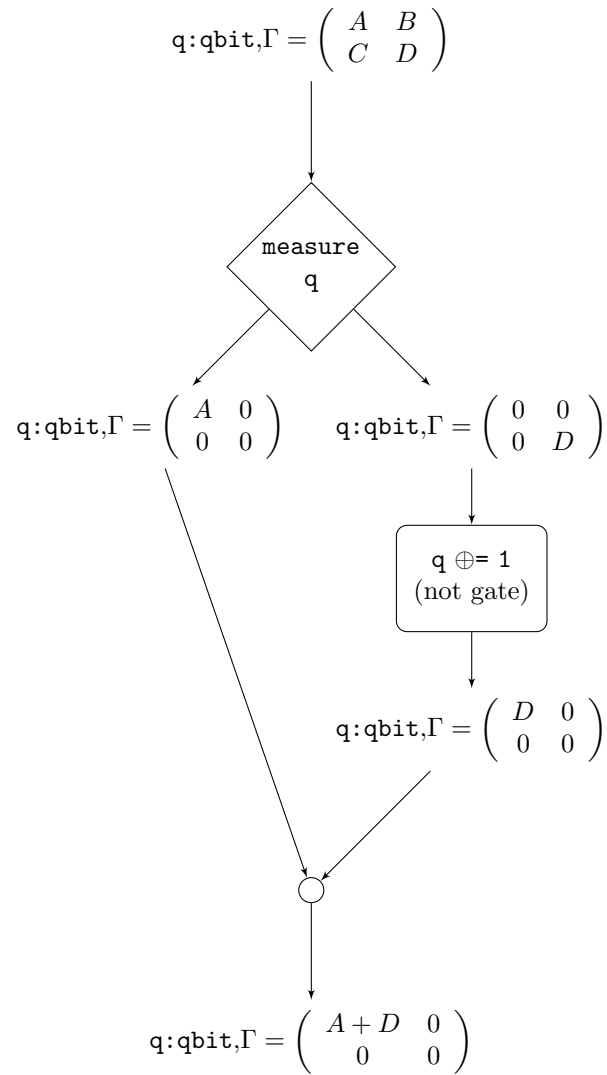 q:qbit,Γ = ( A B
C D )
measure
q
q:qbit,Γ = ( A 0
0 0 )
q:qbit,Γ = ( 0 0
0 D )
q ⊕= 1
(not gate)
q:qbit,Γ = ( D 0
0 0 )
q:qbit,Γ = ( A + D 0
0 0 )